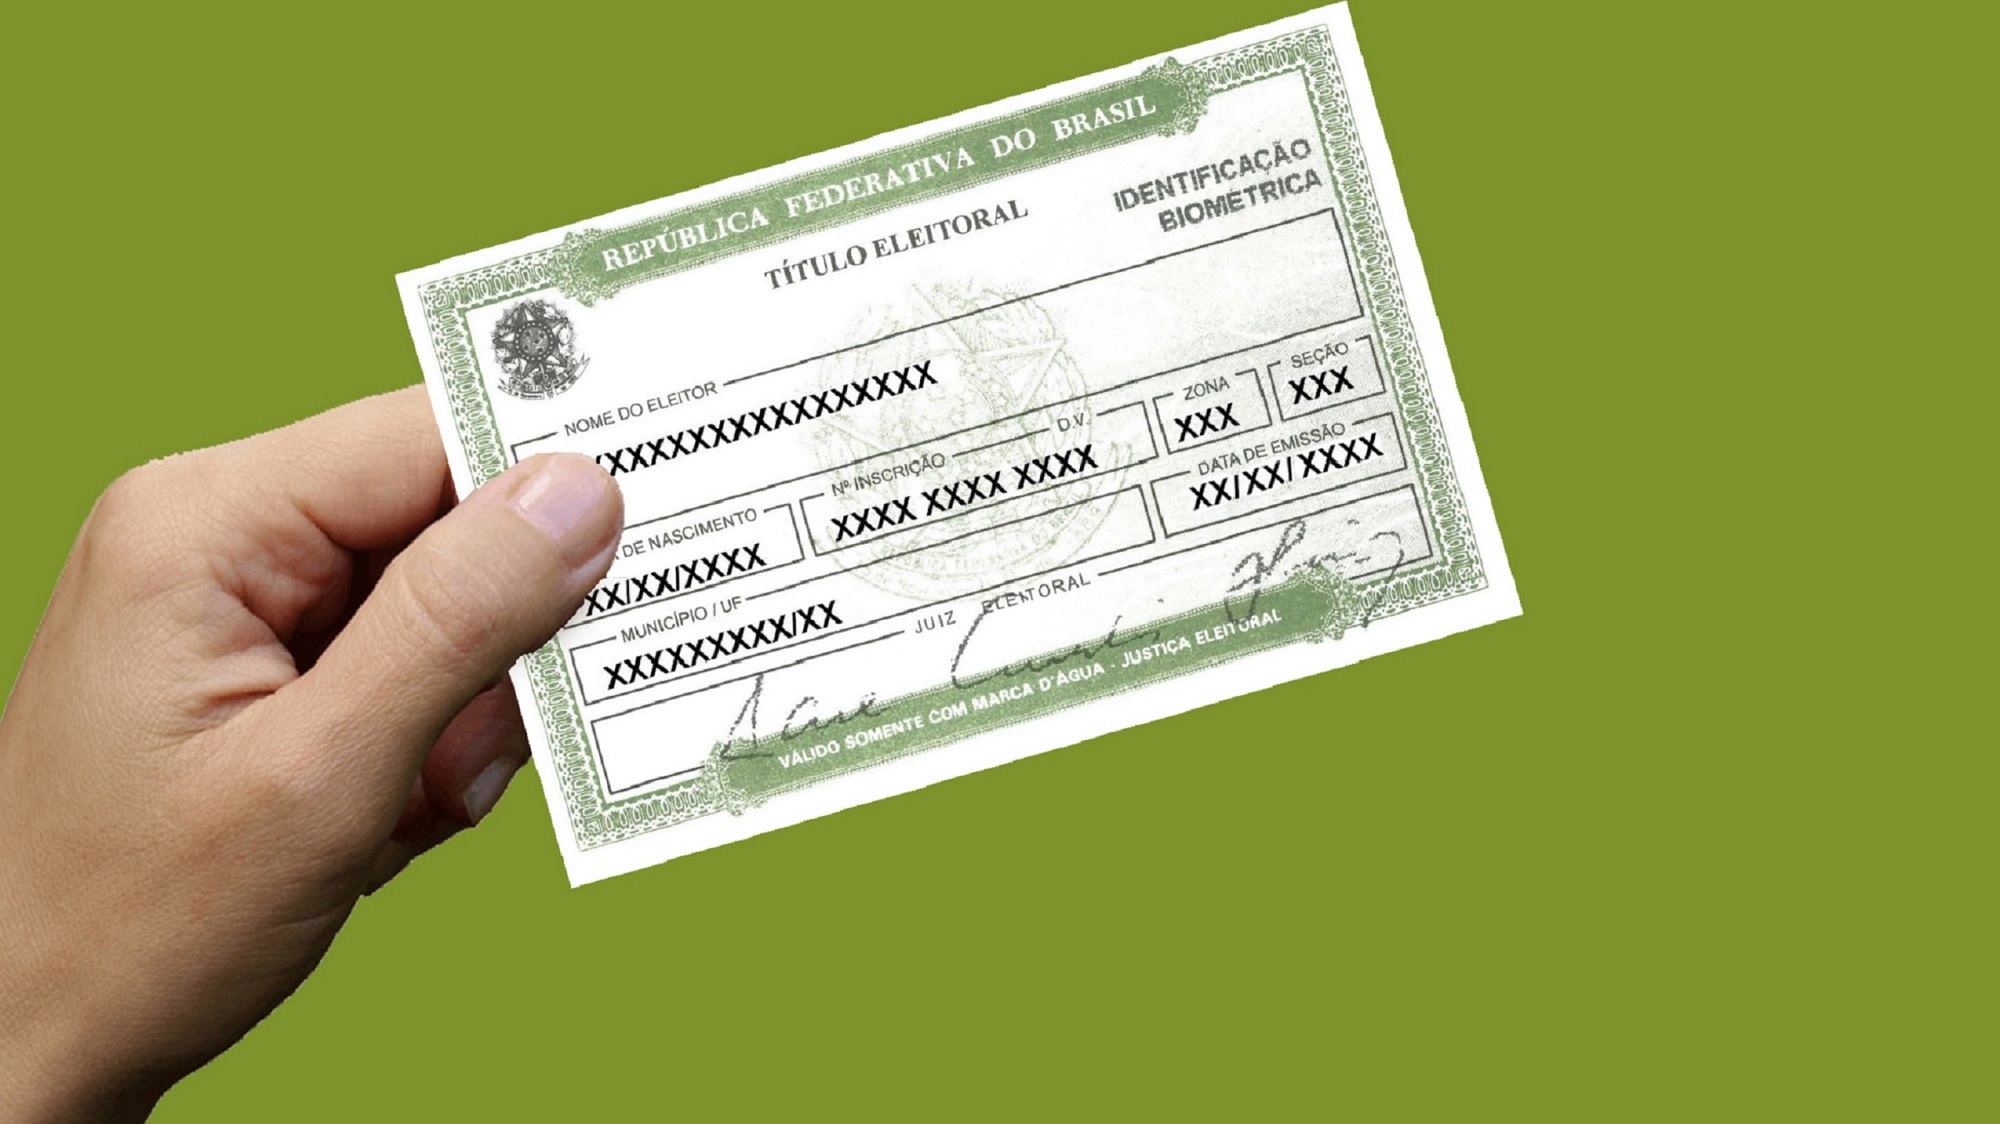 REPÚBLICA FEDERATIVA DO BRASIL
TÍTULO ELEITORAL
IDENTIFICAÇÃO
BIOMÉTRICA
NOME DO ELEITOR
XXXXXXXXXXXXXXXX
DE NASCIMENTO
XX/XX/XXXX
Nº INSCRIÇÃO D.V.
XXXX XXXX XXXX
ZONA
XXX
SEÇÃO
XXX
MUNICÍPIO / UF
XXXXXXXXX/XX
DATA DE EMISSÃO
XX/XX/XXXX
JUIZ ELEITORAL
VÁLIDO SOMENTE COM MARCA D'ÁGUA - JUSTIÇA ELEITORAL